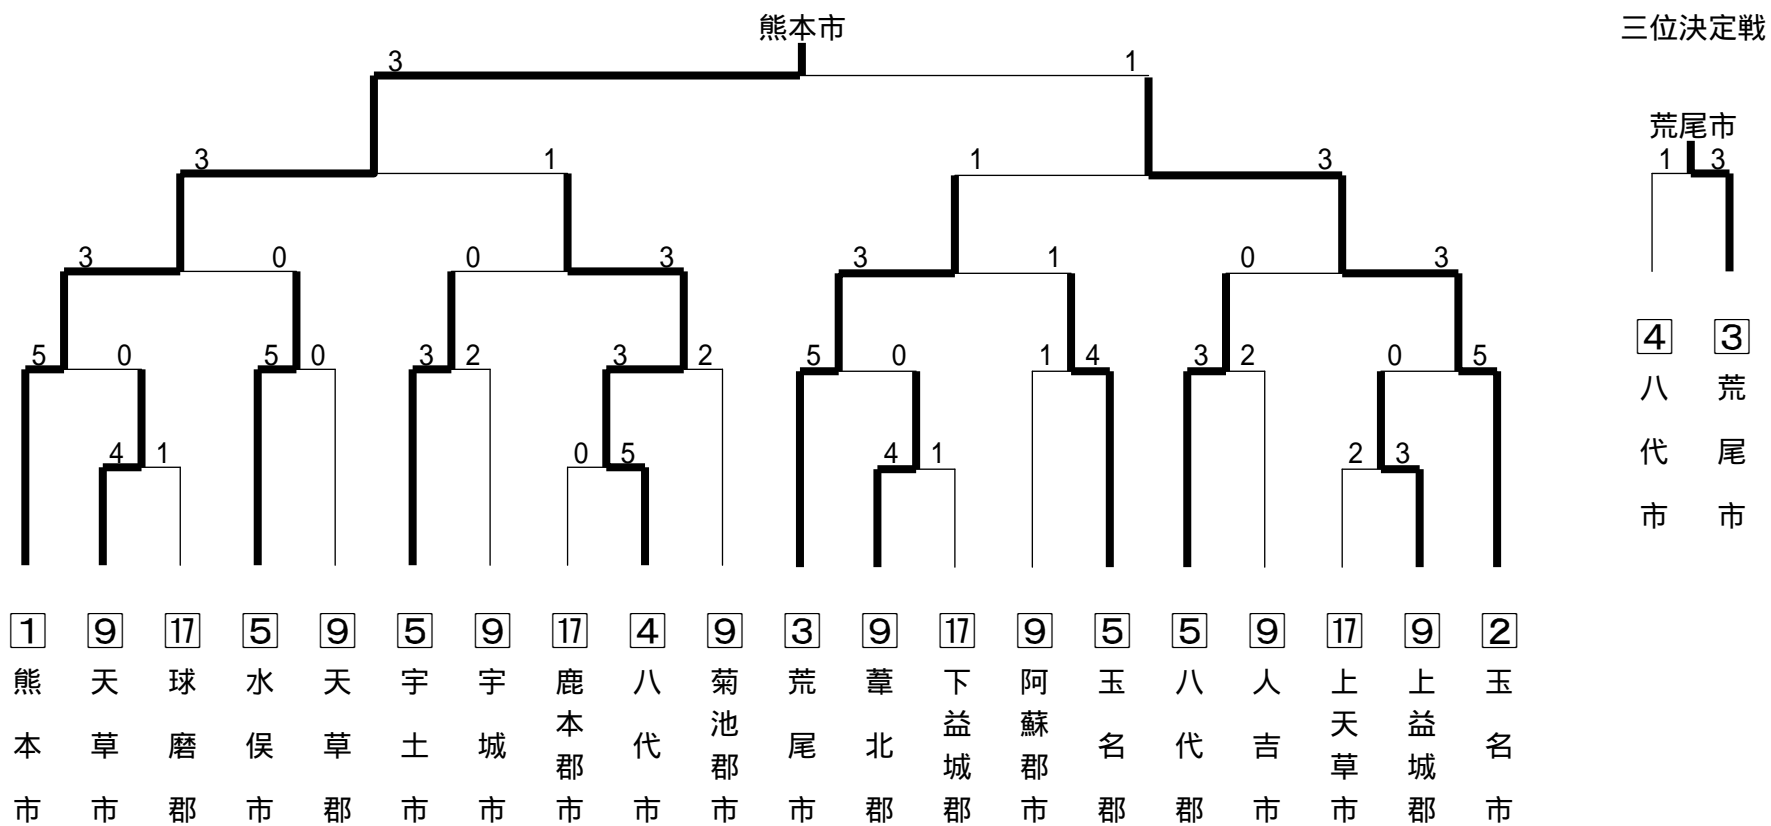 熊本市
三位決定戦
3
1
荒尾市
3
1
1
3
1
3
3
0
0
3
3
1
0
3
5
0
5
0
3
2
3
2
5
0
1
4
3
2
0
5
4
1
0
5
4
1
2
3
4
3
八代市
荒尾市
1
9
17
5
9
5
9
17
4
9
3
9
17
9
5
5
9
17
9
2
熊本市
天草市
球磨郡
水俣市
天草郡
宇土市
宇城市
鹿本郡市
八代市
菊池郡市
荒尾市
葦北郡
下益城郡
阿蘇郡市
玉名郡
八代郡
人吉市
上天草市
上益城郡
玉名市